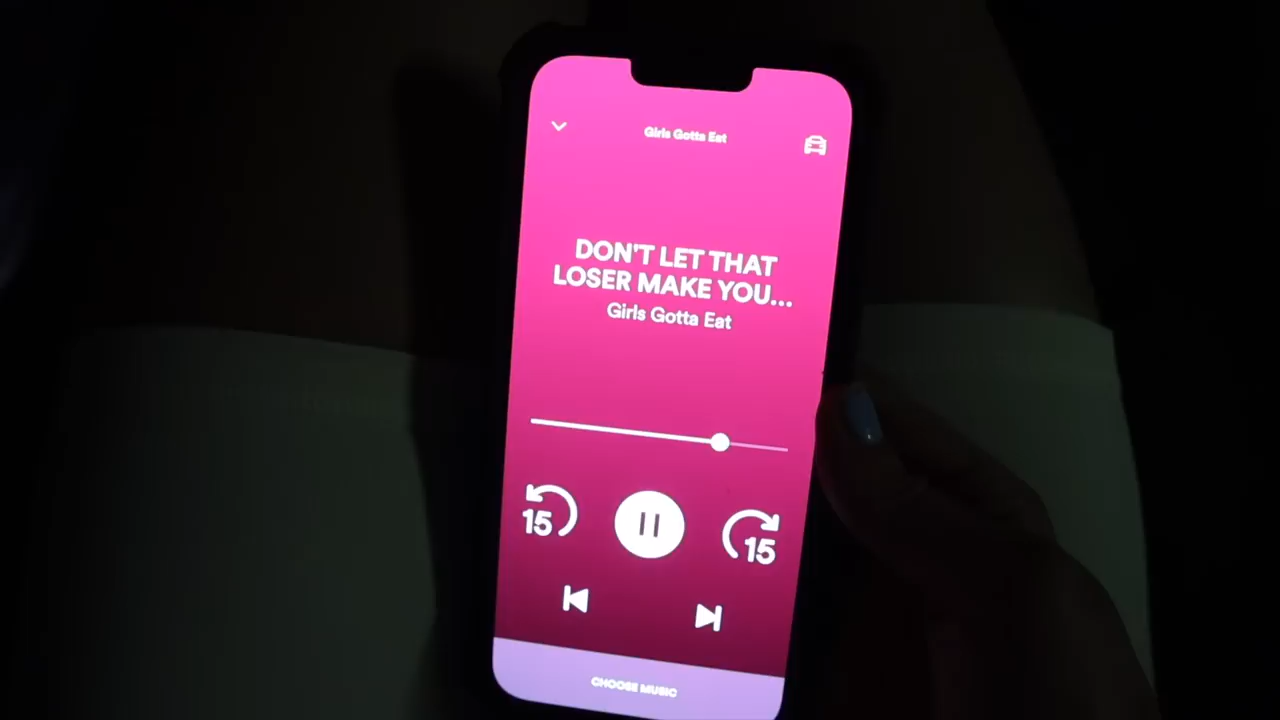 Girls Gotta Eat
DON'T LET THAT
LOSER MAKE YOU...
Girls Gotta Eat
15
15
CHOOSE MUSIC